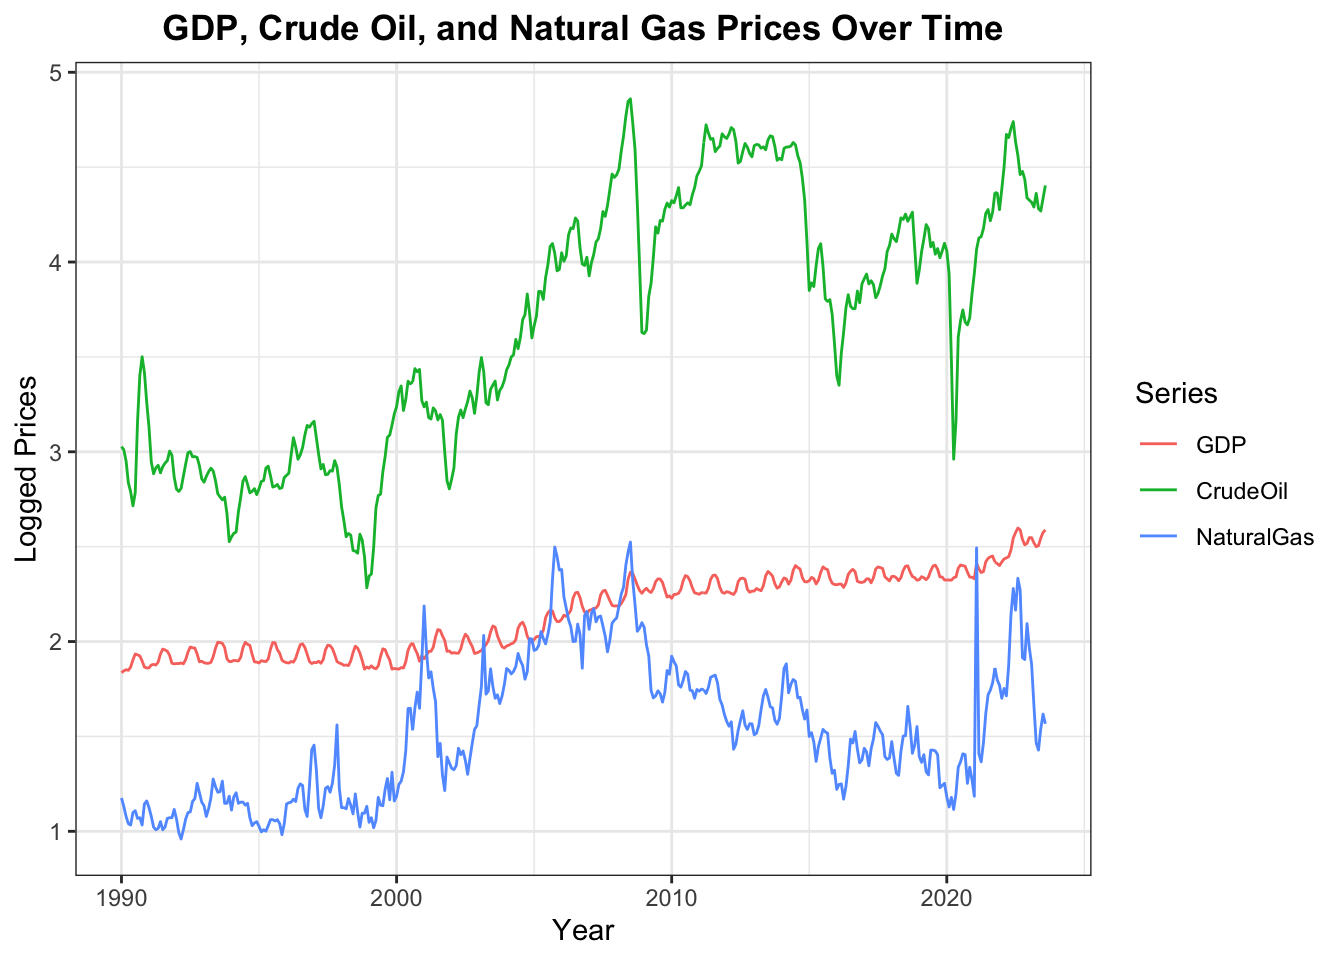 GDP, Crude Oil, and Natural Gas Prices Over Time
5
4
3
2
1
Logged Prices
1990 2000 2010 2020
Year
Series
GDP
CrudeOil
NaturalGas